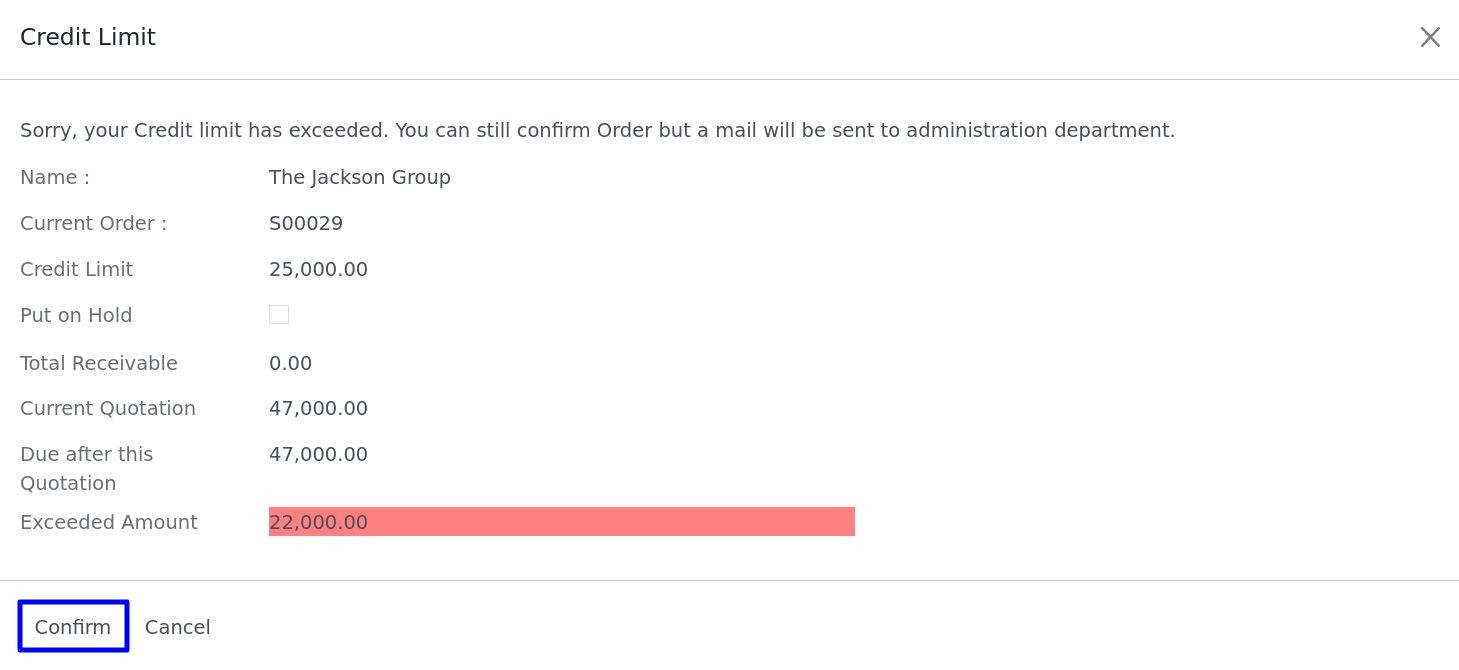 Credit Limit
Sorry, your Credit limit has exceeded. You can still confirm Order but a mail will be sent to administration department.
Name : The Jackson Group
Current Order : S00029
Credit Limit 25,000.00
Put on Hold
Total Receivable 0.00
Current Quotation 47,000.00
Due after this 47,000.00
Quotation
Exceeded Amount 22,000.00
Confirm Cancel